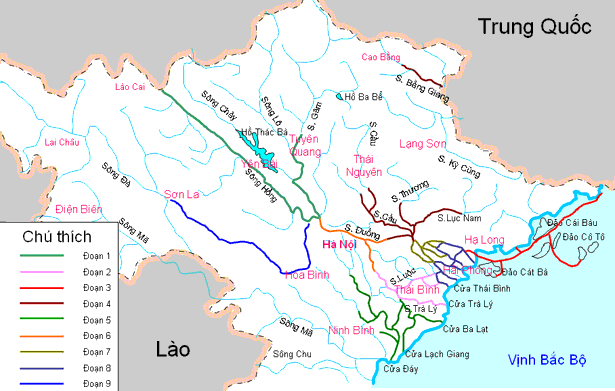 Trung Quốc
Cao Bằng
S. Bằng Giang
Lào Cai
Sông Chảy
Sông Lô
S. Gâm
Hồ Ba Bể
Hồ Thác Bà
Tuyên
Quang
S. Cầu
Lạng Sơn
Lai Châu
Yên Bái
Thái
Nguyên
S. Kỳ Cùng
Sông Đà
Sơn La
Sông Hồng
S. Thương
Điện Biên
S. Cầu
S. Lục Nam
Đảo Cái Bầu
Sông Mã
S. Đuống
Đảo Cô Tô
Chú thích
Hà Nội
Hạ Long
Đoạn 1
Hoà Bình
S. Luộc
Hải Phòng
Đảo Cát Bà
Đoạn 2
Thái Bình
Cửa Thái Bình
Đoạn 3
Cửa Trà Lý
Đoạn 4
S. Trà Lý
Đoạn 5
Sông Mã
Ninh Bình
Cửa Ba Lạt
Đoạn 6
Đoạn 7
Lào
Sông Chu
Cửa Lạch Giang
Vịnh Bắc Bộ
Đoạn 8
Cửa Đáy
Đoạn 9